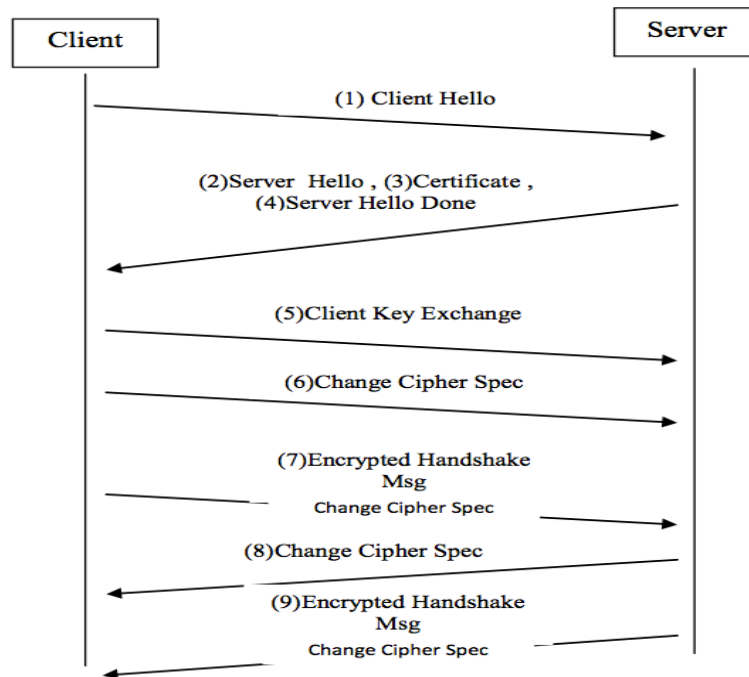 Client
Server
(1) Client Hello
(2)Server Hello , (3)Certificate ,
(4)Server Hello Done
(5)Client Key Exchange
(6)Change Cipher Spec
(7)Encrypted Handshake
Msg
Change Cipher Spec
(8)Change Cipher Spec
(9)Encrypted Handshake
Msg
Change Cipher Spec